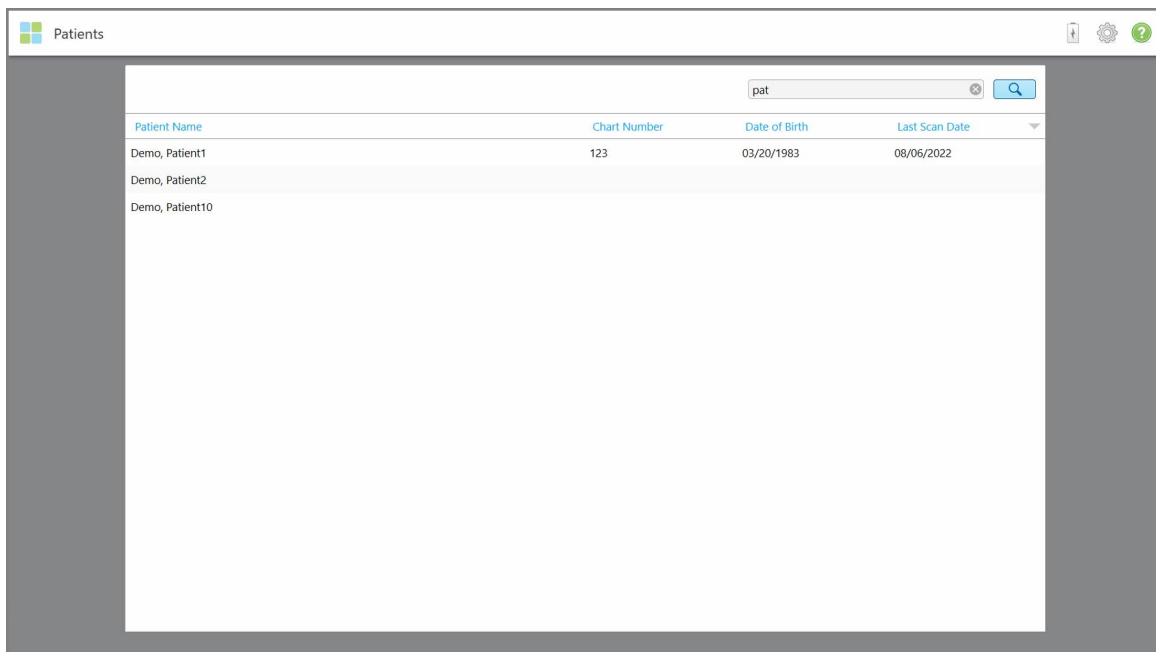 Patients
?
pat
Patient Name Chart Number Date of Birth Last Scan Date
Demo, Patient1 123 03/20/1983 08/06/2022
Demo, Patient2
Demo, Patient10